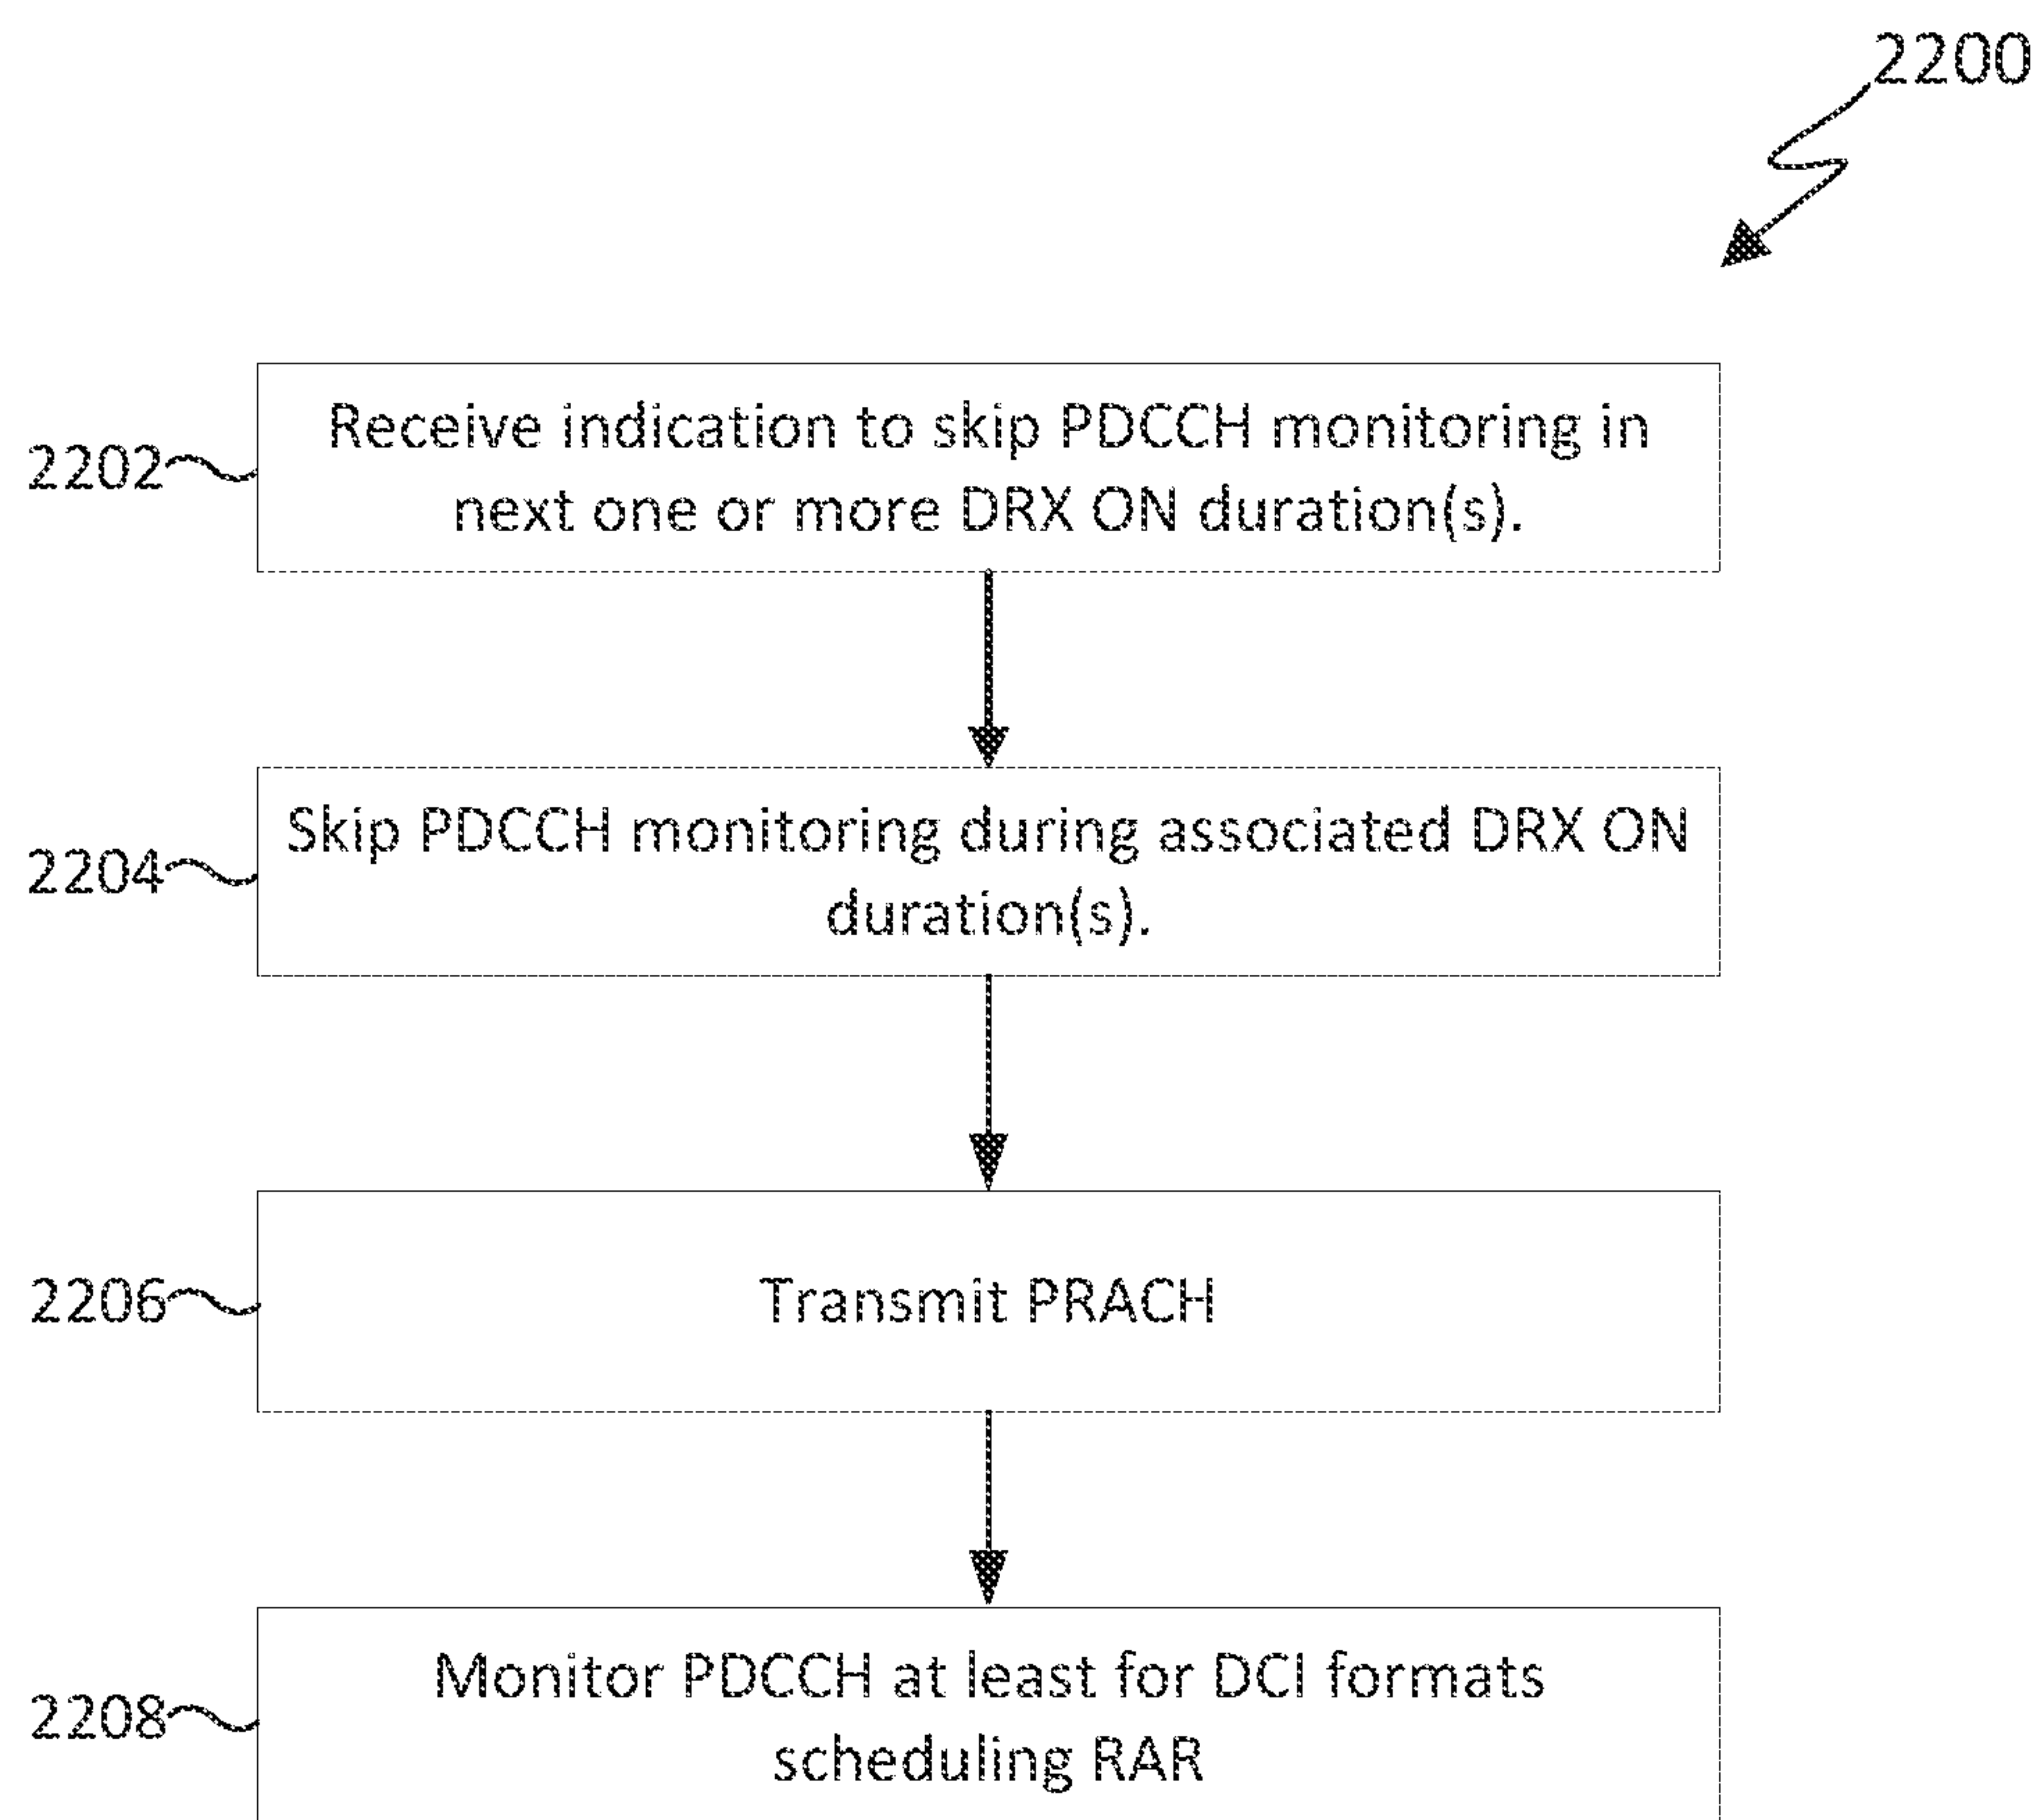 2200
2202
Receive indication to skip PDCCH monitoring in
next one or more DRX ON duration(s).
2204
Skip PDCCH monitoring during associated DRX ON
duration(s).
2206
Transmit PRACH
2208
Monitor PDCCH at least for DCI formats
scheduling RAR